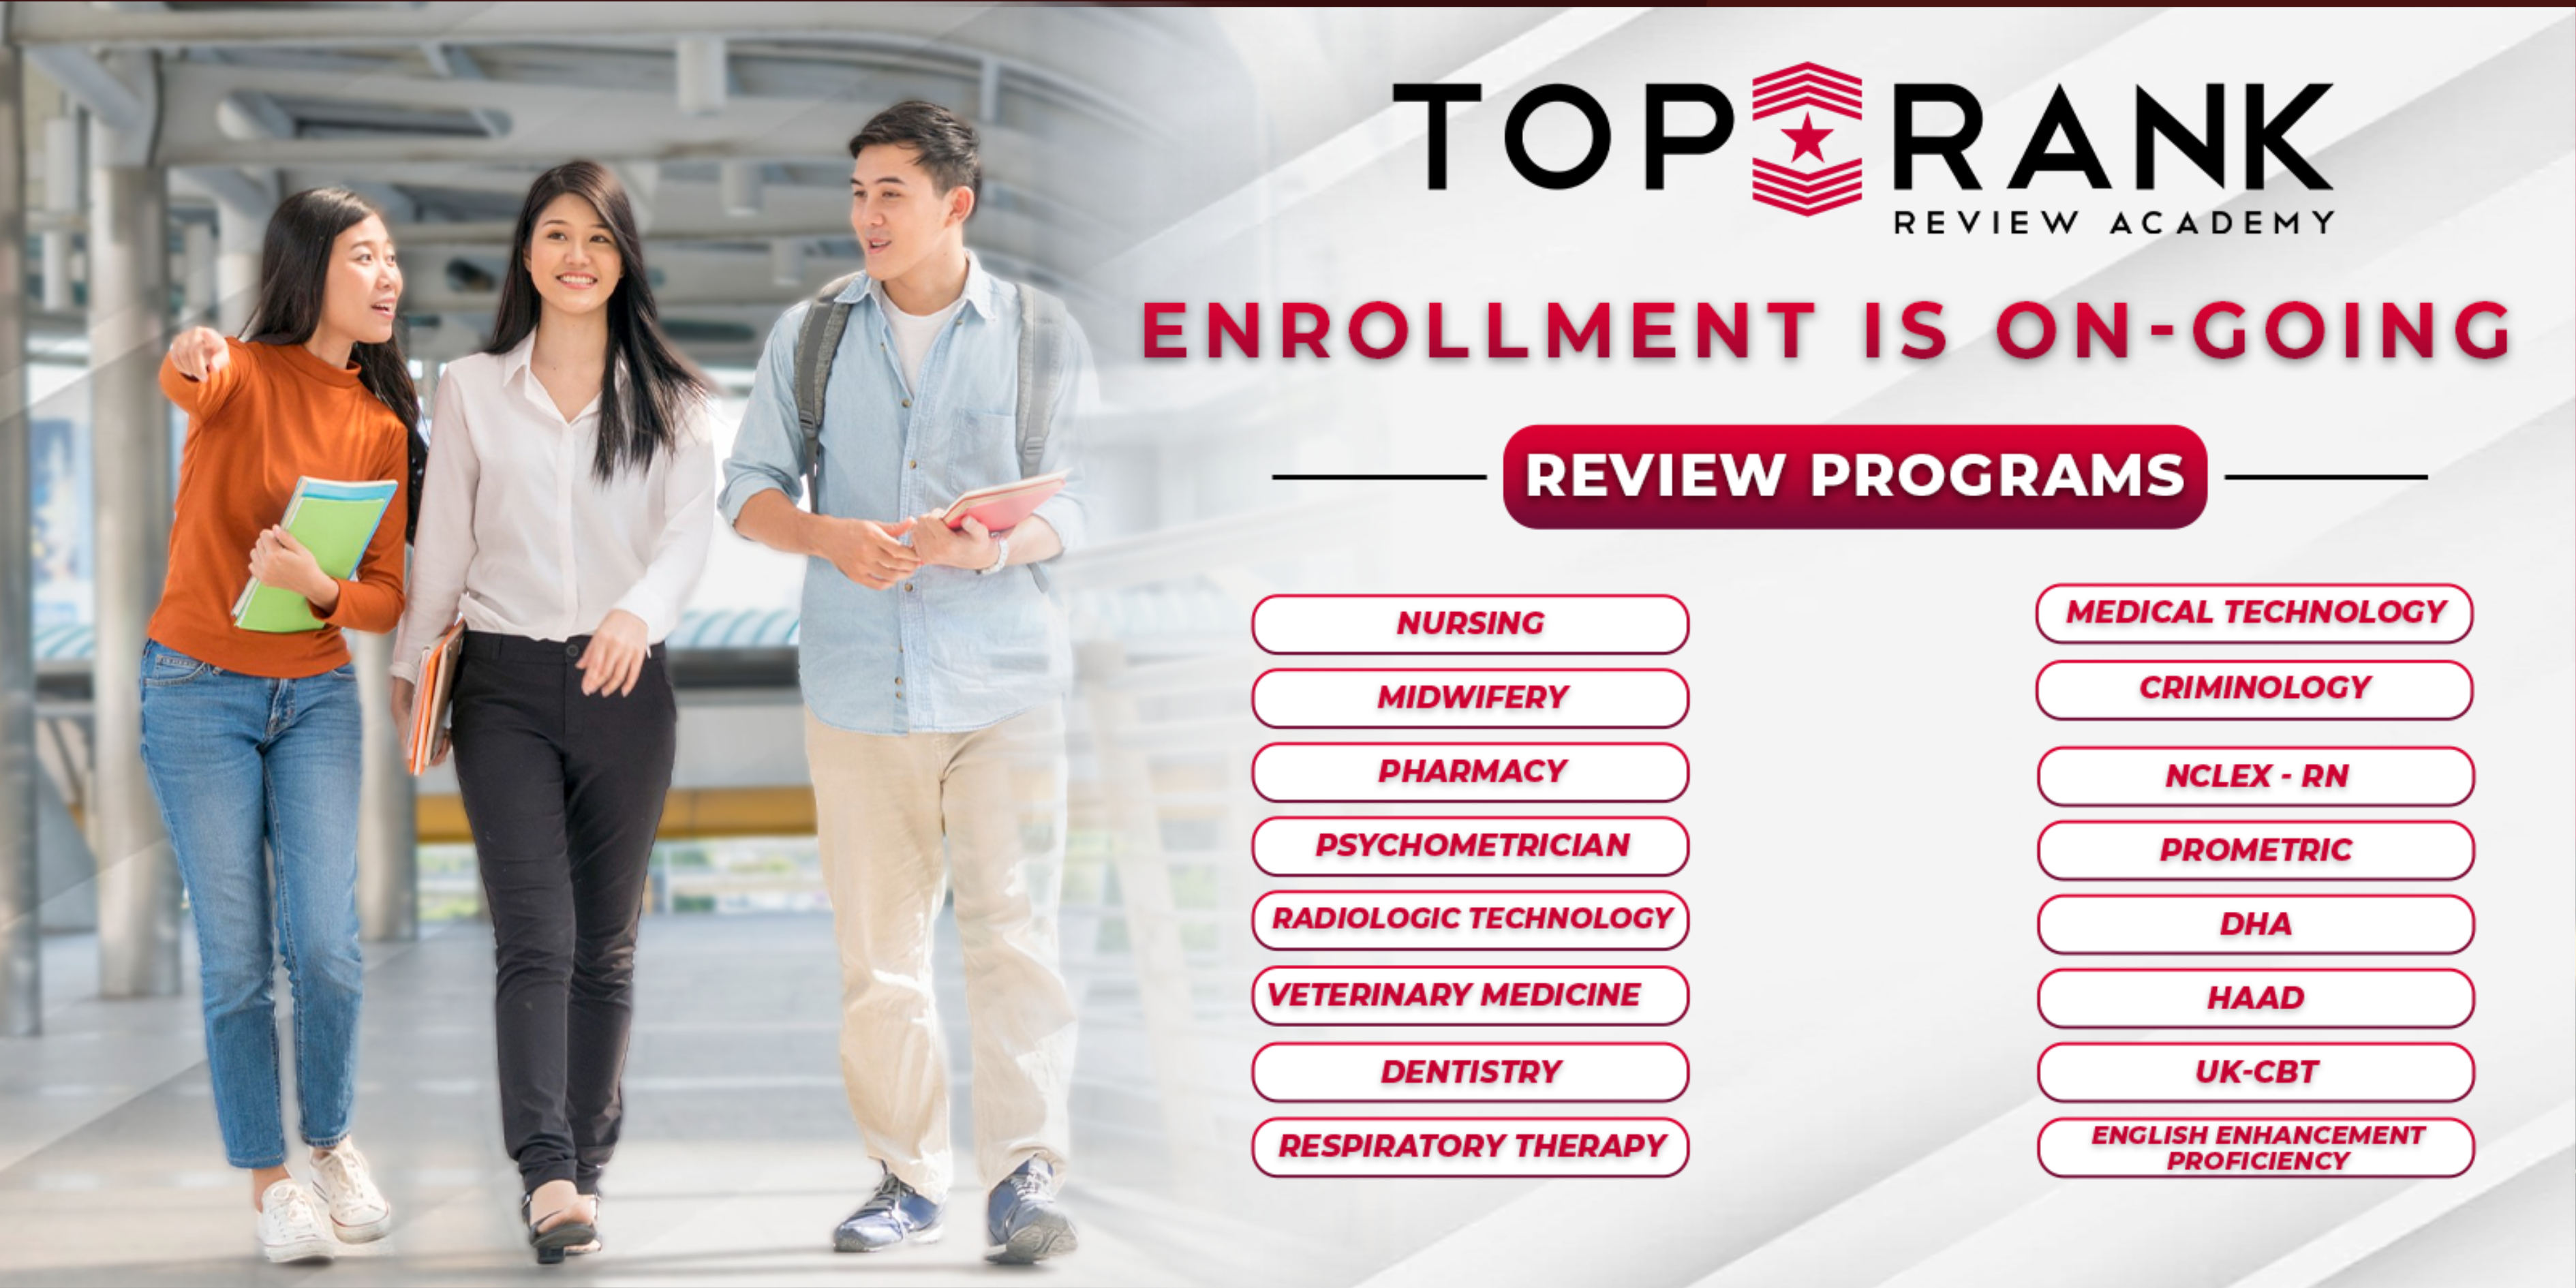 TOP RANK
REVIEW ACADEMY
ENROLLMENT IS ON-GOING
REVIEW PROGRAMS
NURSING
MIDWIFERY
PHARMACY
PSYCHOMETRICIAN
RADIOLOGIC TECHNOLOGY
VETERINARY MEDICINE
DENTISTRY
RESPIRATORY THERAPY
MEDICAL TECHNOLOGY
CRIMINOLOGY
NCLEX - RN
PROMETRIC
DHA
HAAD
UK-CBT
ENGLISH ENHANCEMENT
PROFICIENCY